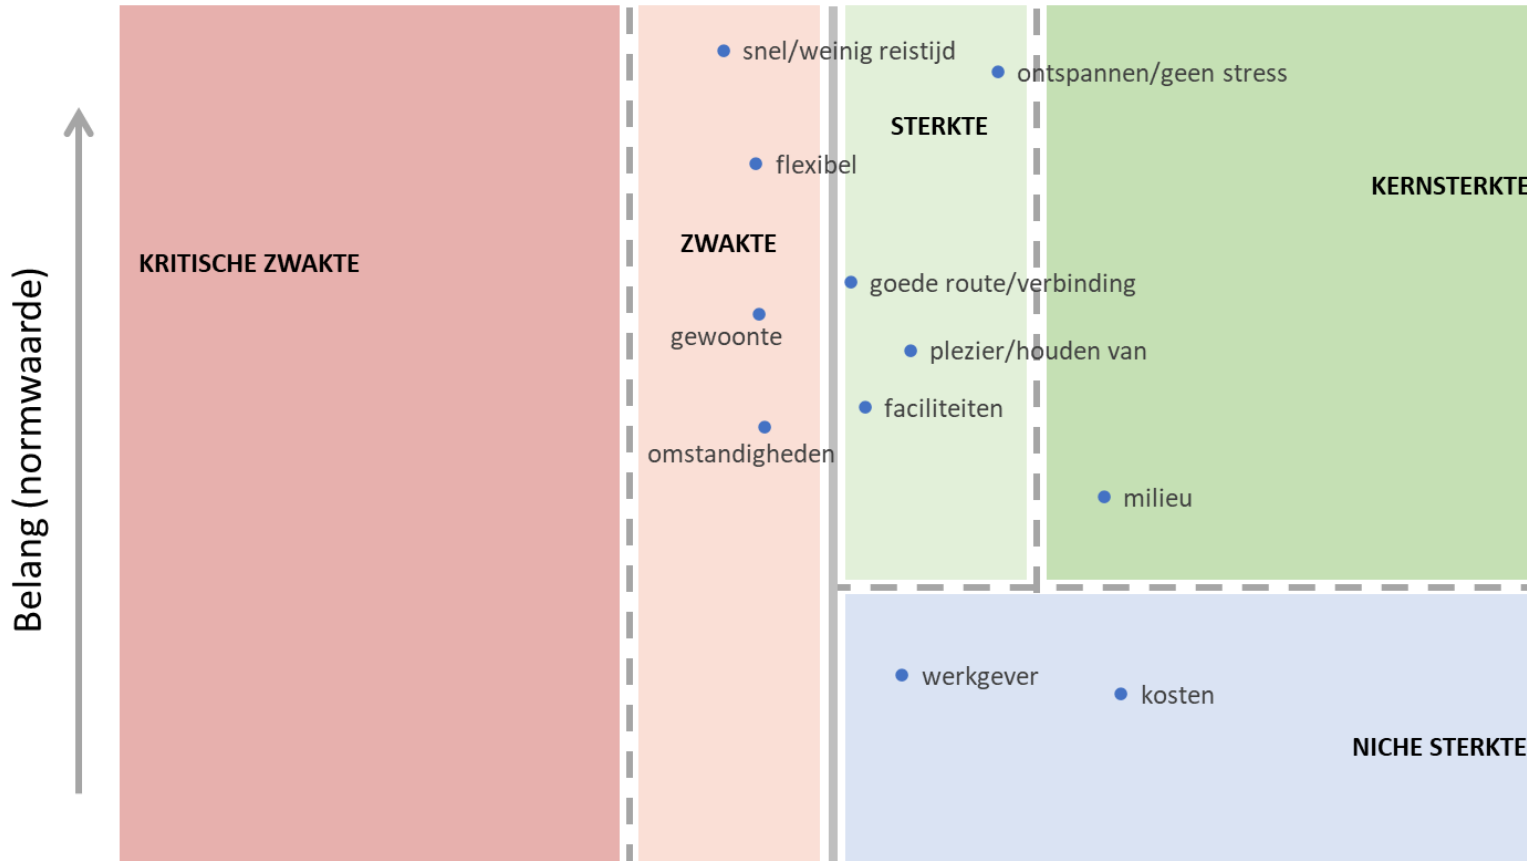 snel/weinig reistijd
ontspannen/geen stress
STERKTE
flexibel
KERNSTERKTE
ZWAKTE
KRITISCHE ZWAKTE
goede route/verbinding
gewoonte
plezier/houden van
faciliteiten
omstandigheden
milieu
Belang (normwaarde)
werkgever
kosten
NICHE STERKTE